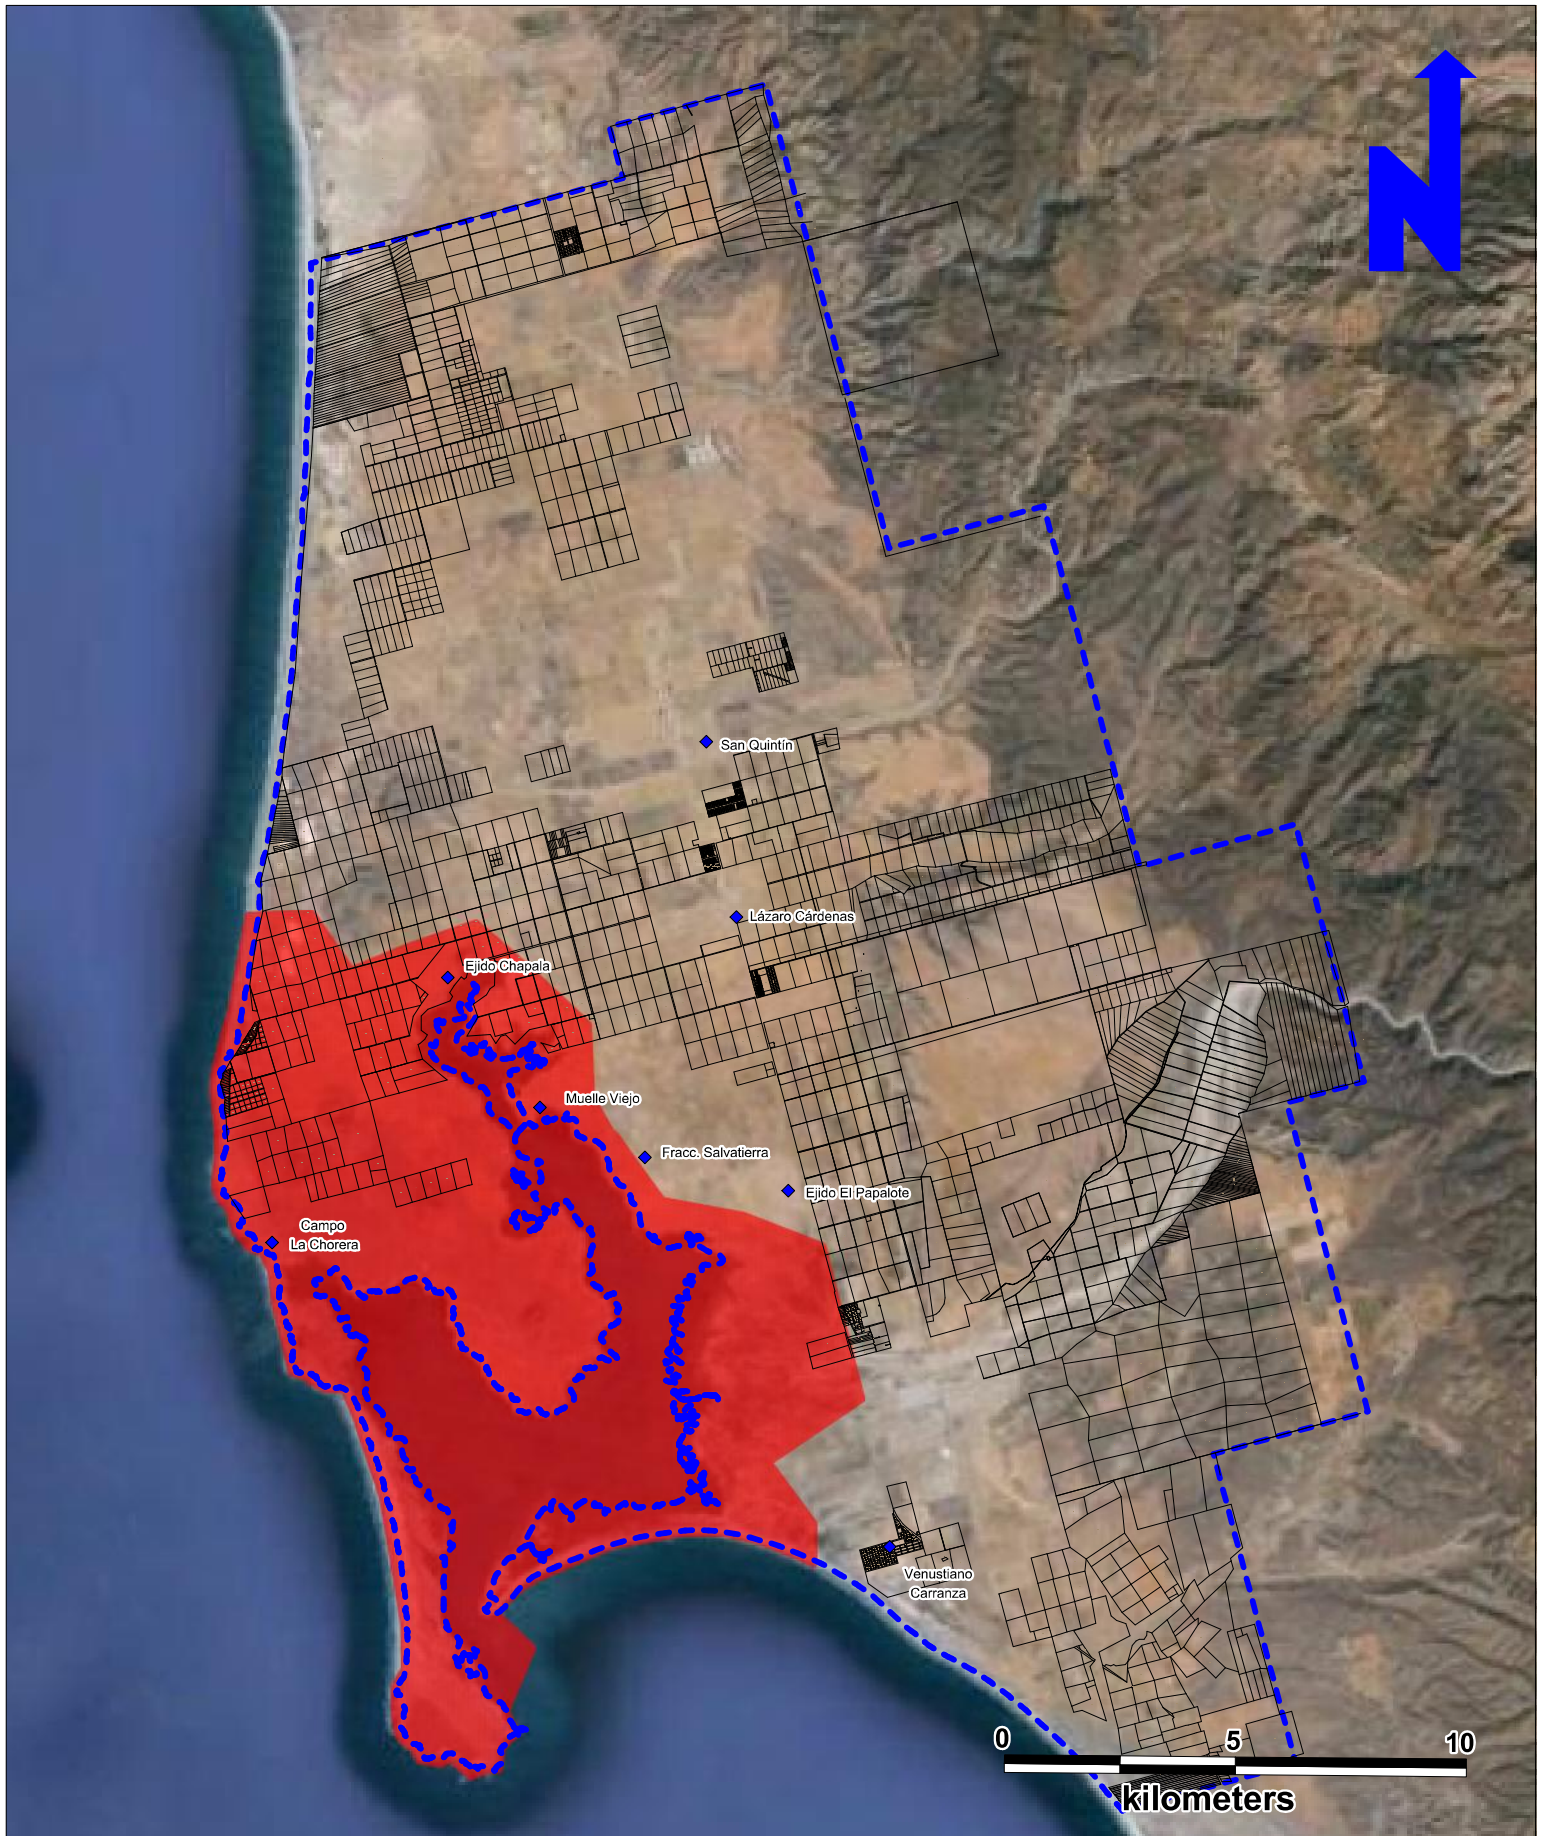 N
San Quintín
Lázaro Cárdenas
Ejido Chapala
Muelle Viejo
Fracc. Salvatierra
Ejido El Papalote
Campo
La Chorera
Venustiano
Carranza
0 5 10
kilometers